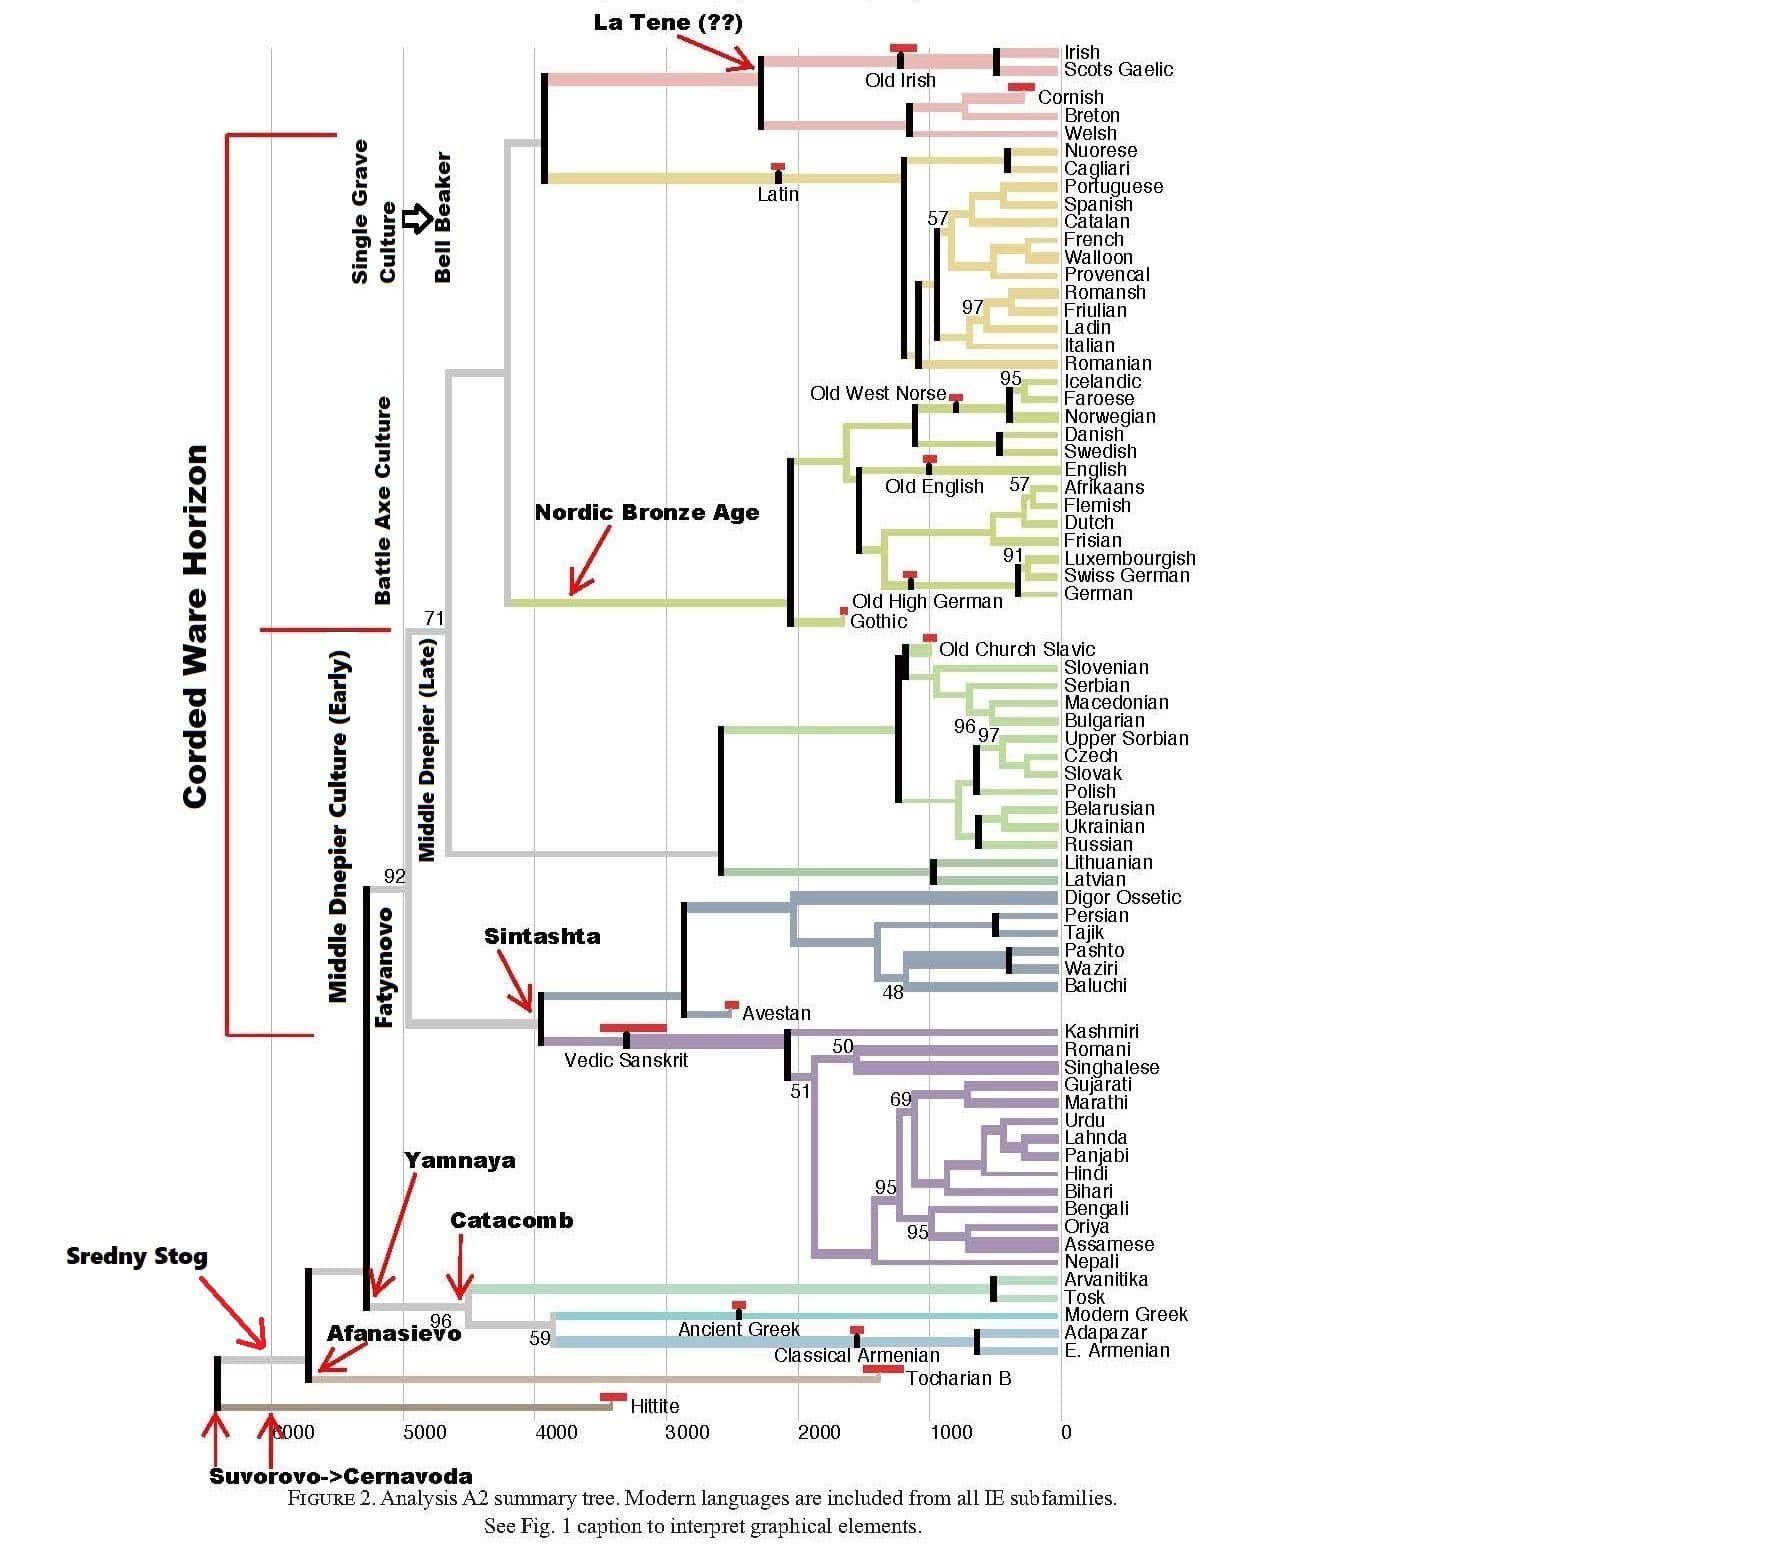 La Tene (??)
Irish
Old Irish
Scots Gaelic
Cornish
Breton
Welsh
Single Grave
Culture
Bell Beaker
Nuorese
Cagliari
Latin
Portuguese
Spanish
57
Catalan
French
Walloon
Provencal
Romansh
97
Friulian
Ladin
Italian
Romanian
95
Icelandic
Old West Norse
Faroese
Norwegian
Danish
Swedish
English
Old English
57
Afrikaans
Flemish
Dutch
Frisian
91
Luxembourgish
Swiss German
German
Old High German
Gothic
Corded Ware Horizon
Battle Axe Culture
Nordic Bronze Age
71
Middle Dnepier Culture (Early)
Middle Dnepier (Late)
Old Church Slavic
Slovenian
Serbian
Macedonian
Bulgarian
96
97
Upper Sorbian
Czech
Slovak
Polish
Belarusian
Ukrainian
Russian
Lithuanian
Latvian
92
Fatyanovo
Digor Ossetic
Persian
Tajik
Sintashta
Pashto
Waziri
48
Baluchi
Avestan
Vedic Sanskrit
Kashmiri
50
Romani
Singhalese
51
Gujarati
69
Marathi
Urdu
Lahnda
Panjabi
Hindi
95
Bihari
Bengali
95
Oriya
Assamese
Nepali
Yamnaya
Catacomb
Sredny Stog
Arvanitika
Tosk
96
Modern Greek
Ancient Greek
Afanasievo
59
Adapazar
Classical Armenian
E. Armenian
Tocharian B
Hittite
6000 5000 4000 3000 2000 1000 0
Suvorovo->Cernavoda
FIGURE 2. Analysis A2 summary tree. Modern languages are included from all IE subfamilies.
See Fig. 1 caption to interpret graphical elements.